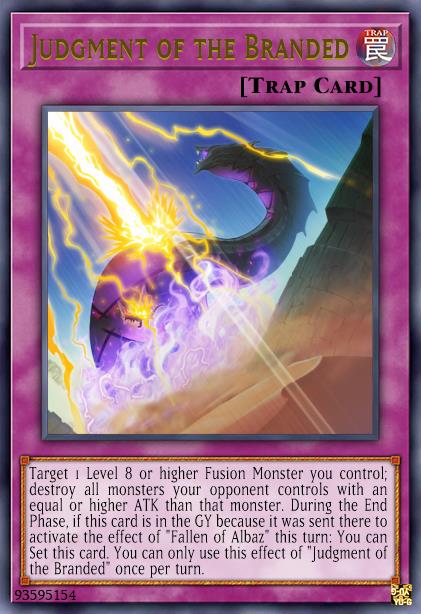 JUDGMENT OF THE BRANDED
TRAP
罠
[TRAP CARD]
Target 1 Level 8 or higher Fusion Monster you control;
destroy all monsters your opponent controls with an
equal or higher ATK than that monster. During the End
Phase, if this card is in the GY because it was sent there to
activate the effect of "Fallen of Albaz" this turn: You can
Set this card. You can only use this effect of "Judgment of
the Branded" once per turn.
93595154